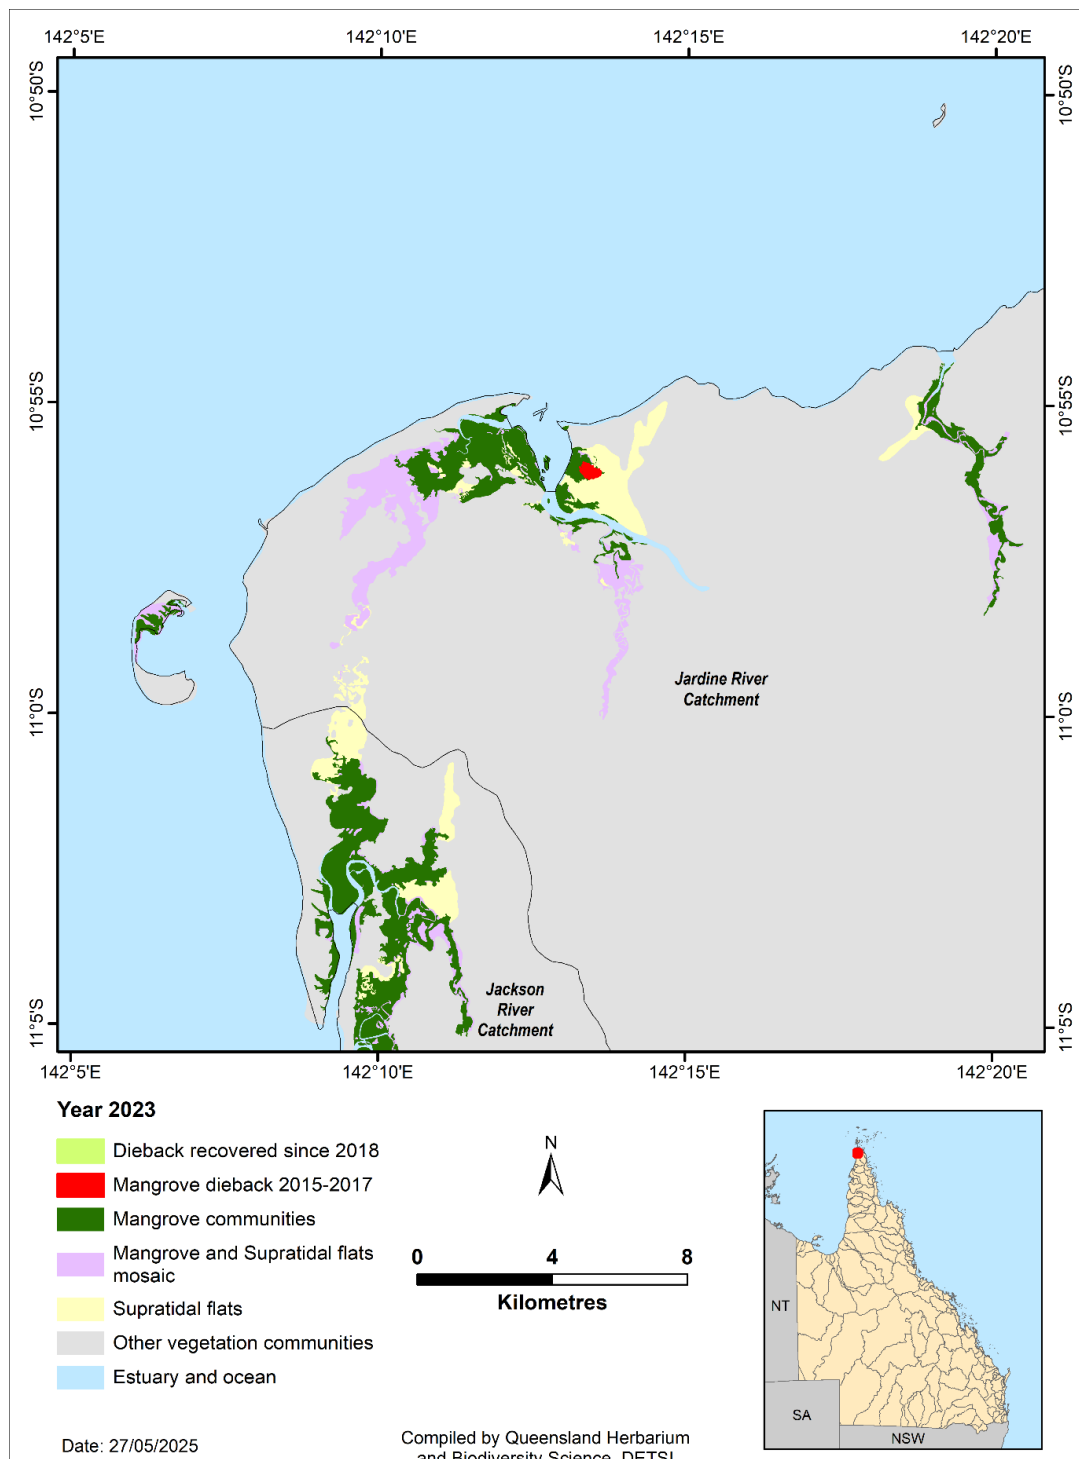 142°5'E 142°10'E 142°15'E 142°20'E
10°50'S 10°50'S
10°55'S 10°55'S
Jardine River
Catchment
11°0'S 11°0'S
Jackson
River
Catchment
11°5'S 11°5'S
142°5'E 142°10'E 142°15'E 142°20'E
Year 2023
Dieback recovered since 2018
Mangrove dieback 2015-2017
Mangrove communities
Mangrove and Supratidal flats
mosaic
Supratidal flats
Other vegetation communities
Estuary and ocean
N
0 4 8
Kilometres
NT
SA
NSW
Date: 27/05/2025
Compiled by Queensland Herbarium
and Biodiversity Science, DETSI